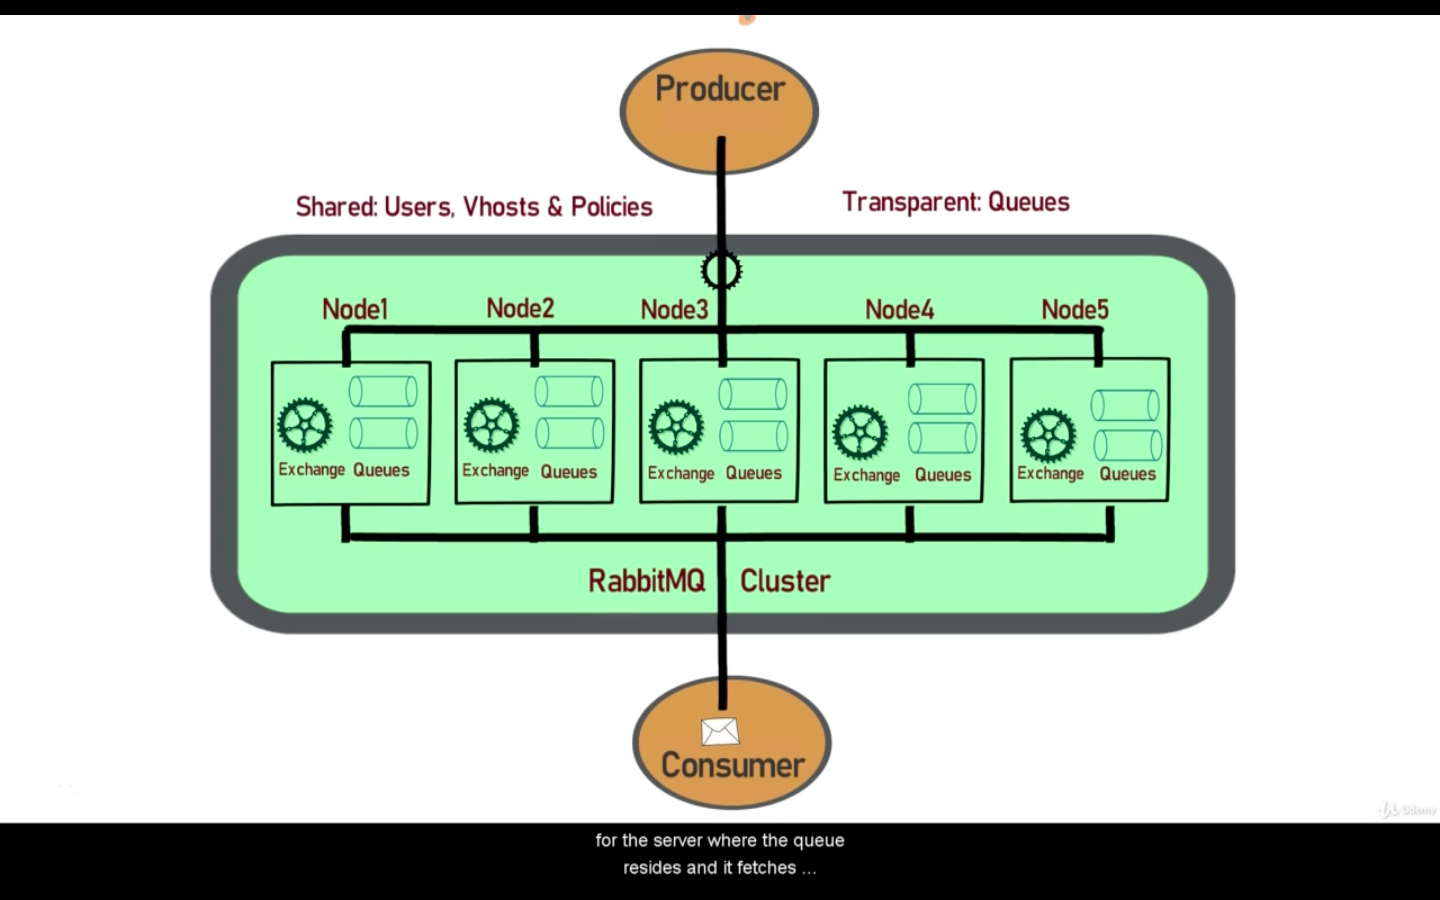 Producer
Shared: Users, Vhosts & Policies
Transparent: Queues
Node1
Node2
Node3
Node4
Node5
Exchange Queues
Exchange Queues
Exchange Queues
Exchange Queues
Exchange Queues
RabbitMQ Cluster
Consumer
Udemy
for the server where the queue
resides and it fetches ...